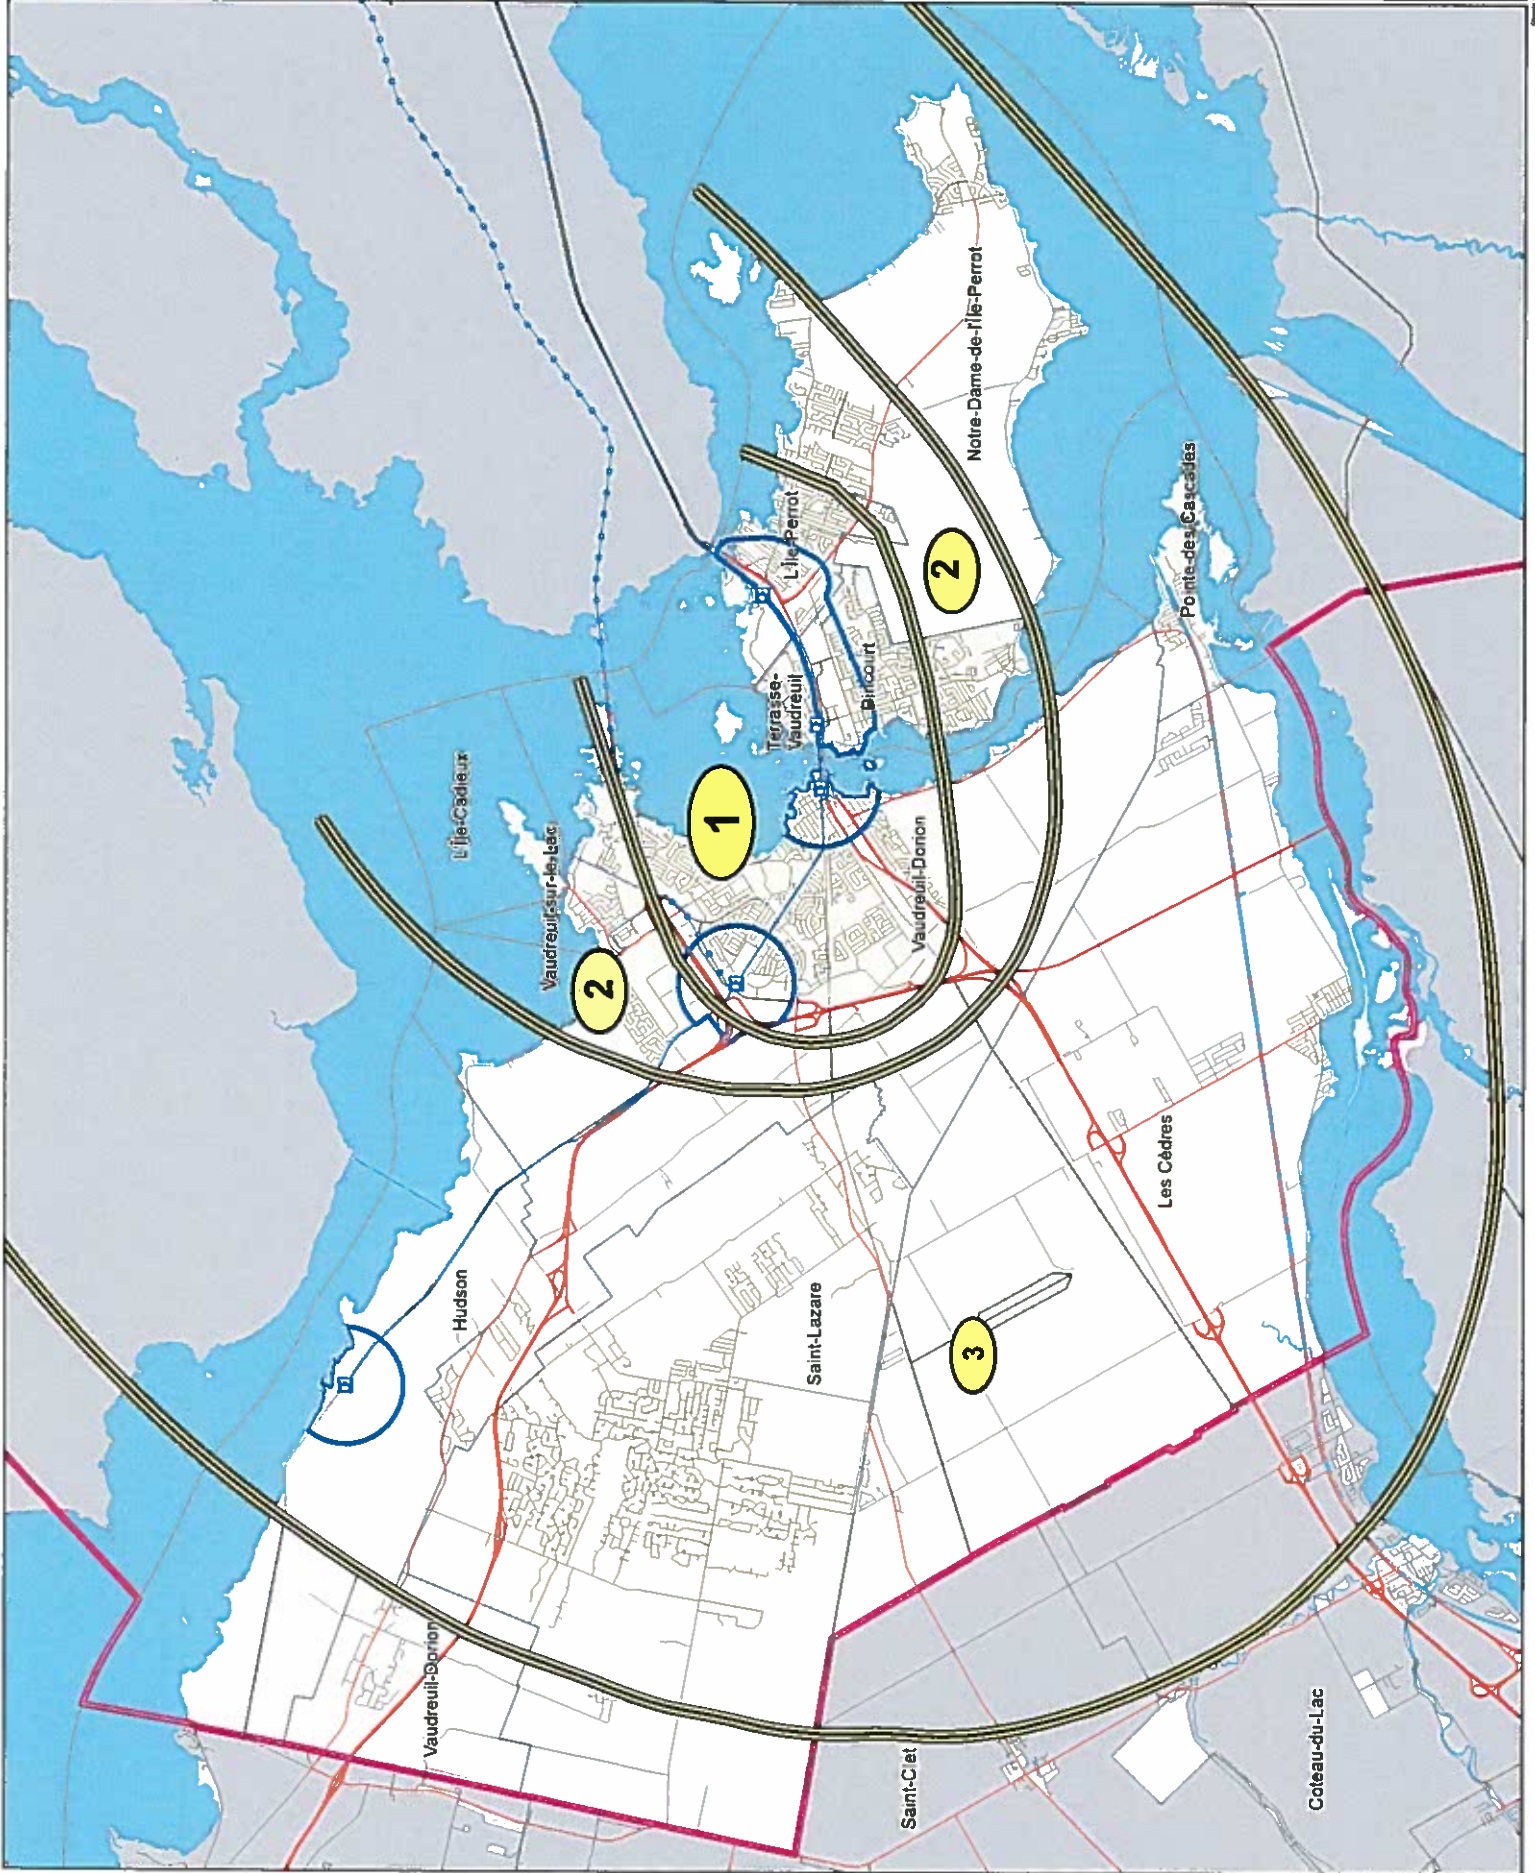 L'Île-Cadieux
Vaudreuil-sur-le-Lac
Hudson
Vaudreuil-Dorion
2
1
Terrasse-
Vaudreuil
L'Île-Perrot
Pincourt
Vaudreuil-Dorion
2
Notre-Dame-de-l'Île-Perrot
Pointe-des-Cascades
Saint-Lazare
3
Les Cèdres
Saint-Clet
Coteau-du-Lac